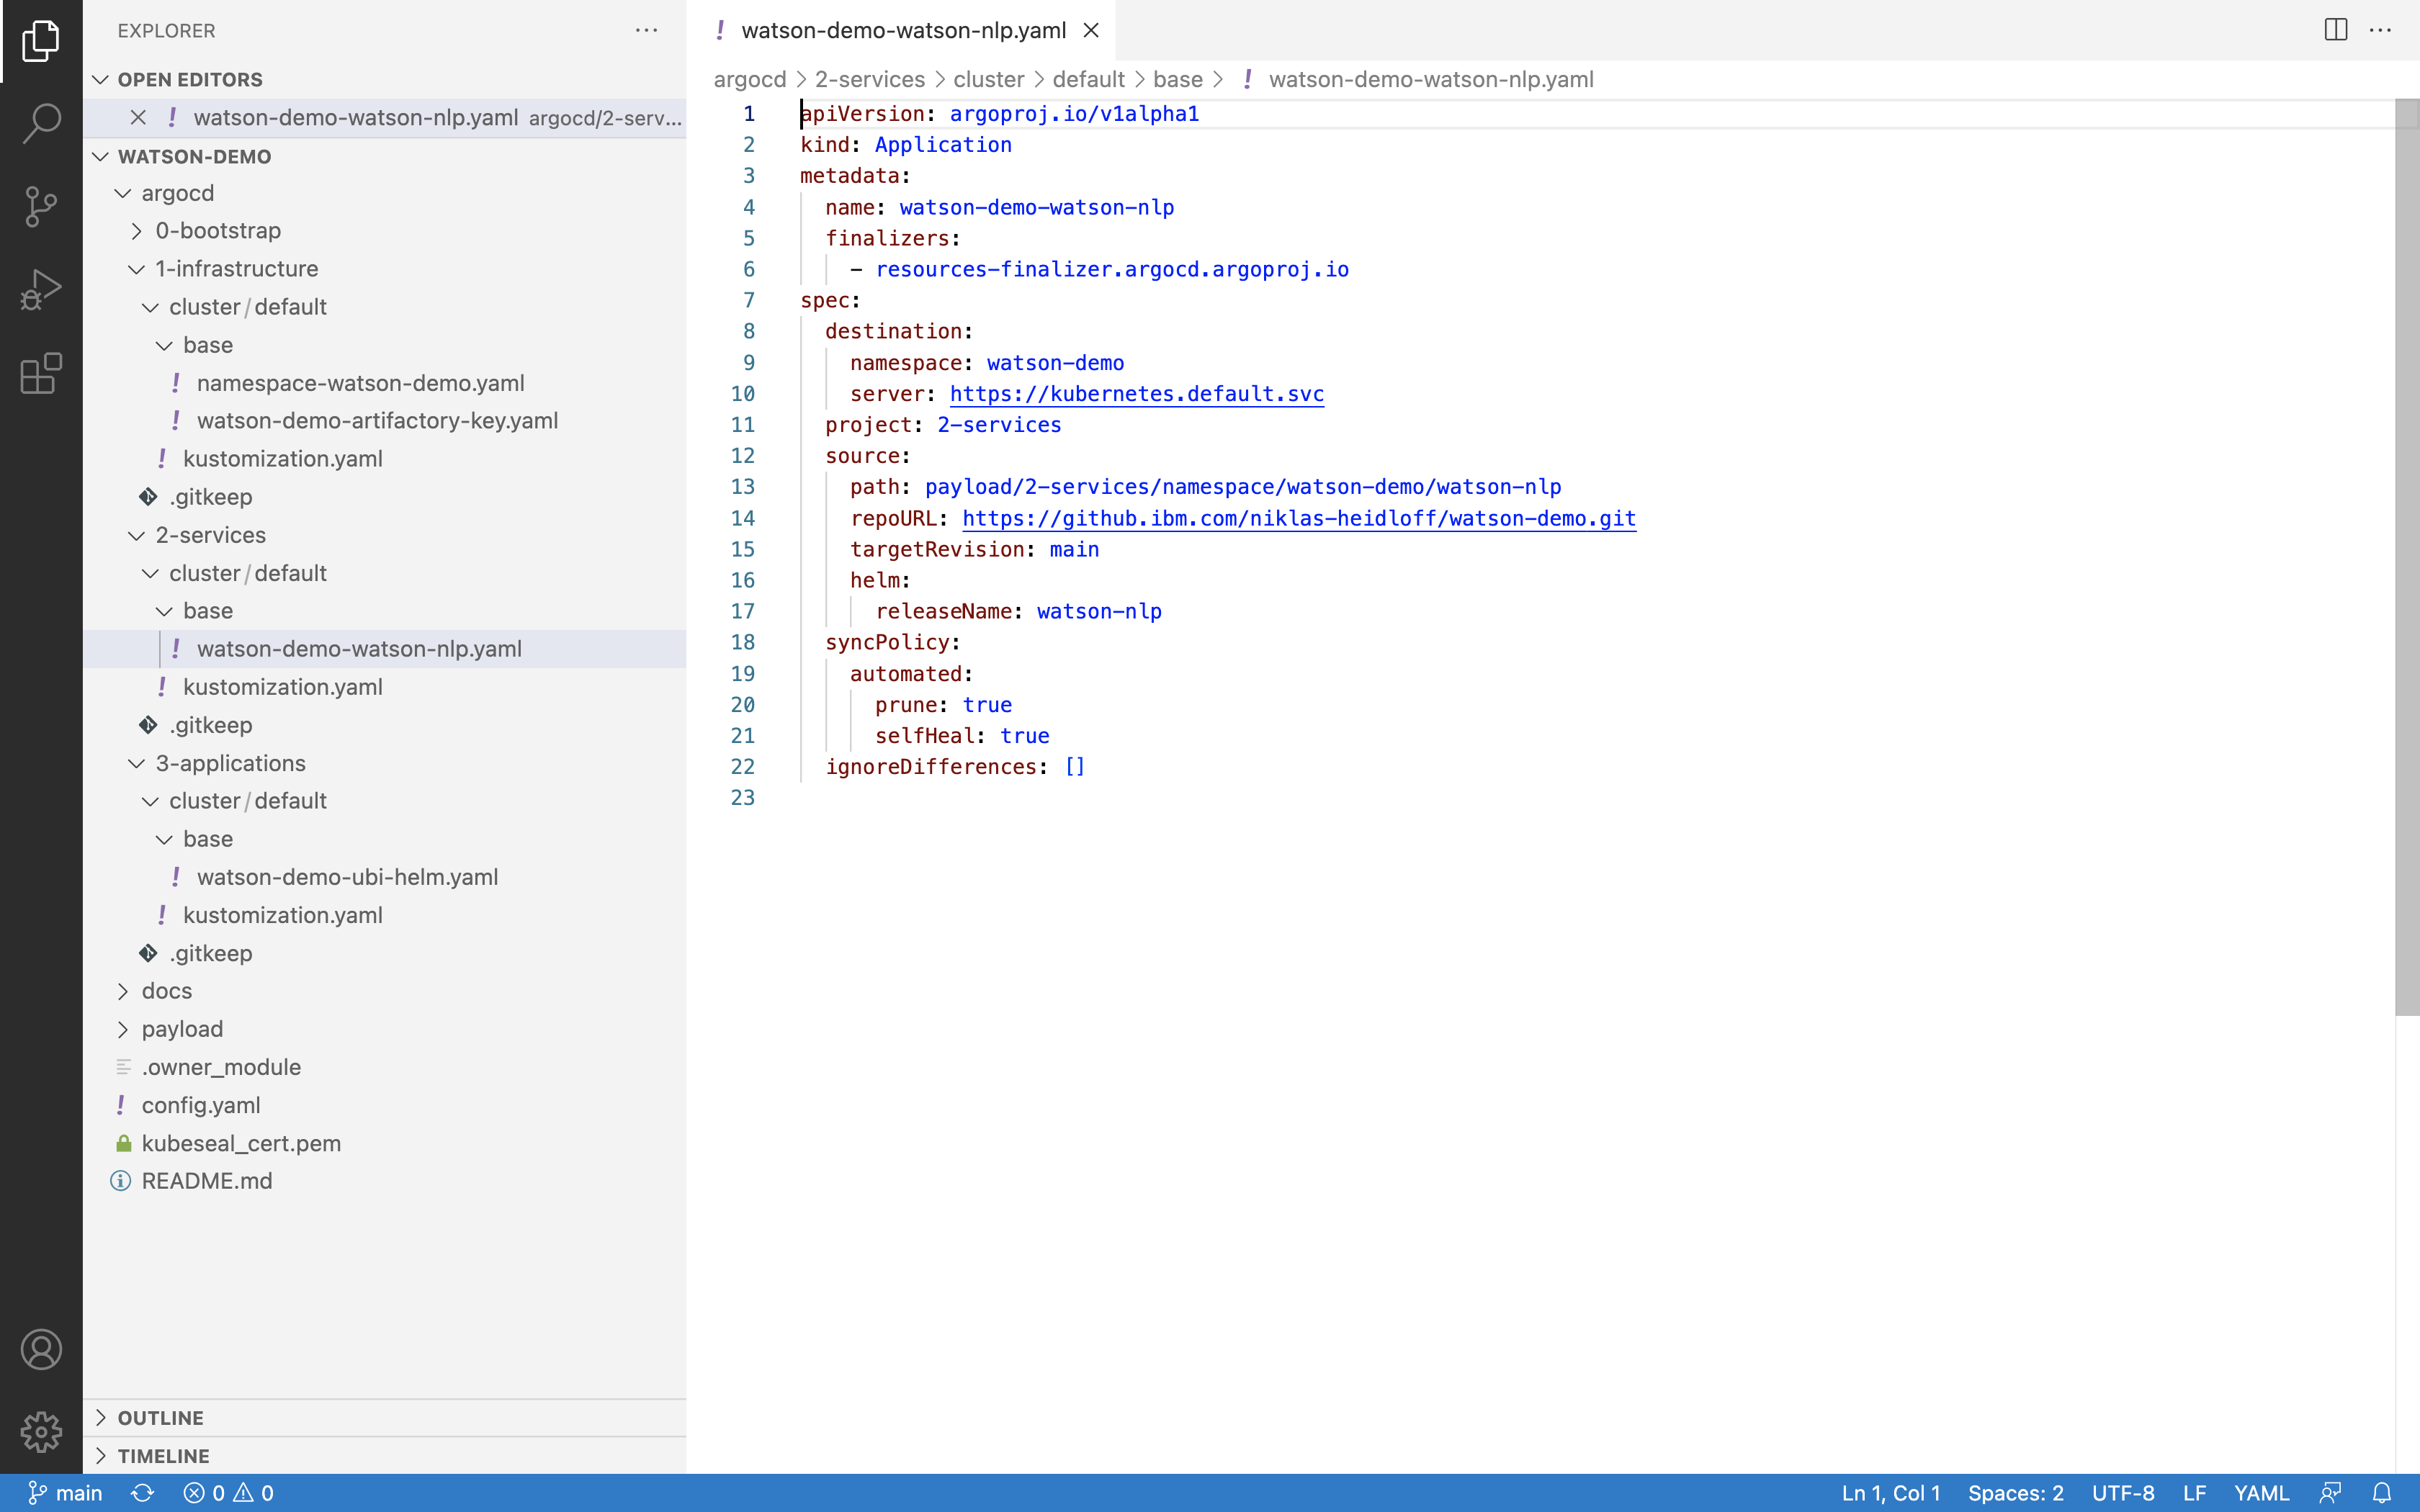 EXPLORER
OPEN EDITORS
watson-demo-watson-nlp.yaml argocd/2-serv...
WATSON-DEMO
argocd
0-bootstrap
1-infrastructure
cluster/default
base
namespace-watson-demo.yaml
watson-demo-artifactory-key.yaml
kustomization.yaml
.gitkeep
2-services
cluster/default
base
watson-demo-watson-nlp.yaml
kustomization.yaml
.gitkeep
3-applications
cluster/default
base
watson-demo-ubi-helm.yaml
kustomization.yaml
.gitkeep
docs
payload
.owner_module
config.yaml
kubeseal_cert.pem
README.md
OUTLINE
TIMELINE
watson-demo-watson-nlp.yaml
argocd > 2-services > cluster > default > base > ! watson-demo-watson-nlp.yaml
1 apiVersion: argoproj.io/v1alpha1
2 kind: Application
3 metadata:
4 name: watson-demo-watson-nlp
5 finalizers:
6 - resources-finalizer.argocd.argoproj.io
7 spec:
8 destination:
9 namespace: watson-demo
10 server: https://kubernetes.default.svc
11 project: 2-services
12 source:
13 path: payload/2-services/namespace/watson-demo/watson-nlp
14 repoURL: https://github.ibm.com/niklas-heidloff/watson-demo.git
15 targetRevision: main
16 helm:
17 releaseName: watson-nlp
18 syncPolicy:
19 automated:
20 prune: true
21 selfHeal: true
22 ignoreDifferences: []
23
main 0 0 Ln 1, Col 1 Spaces: 2 UTF-8 LF YAML